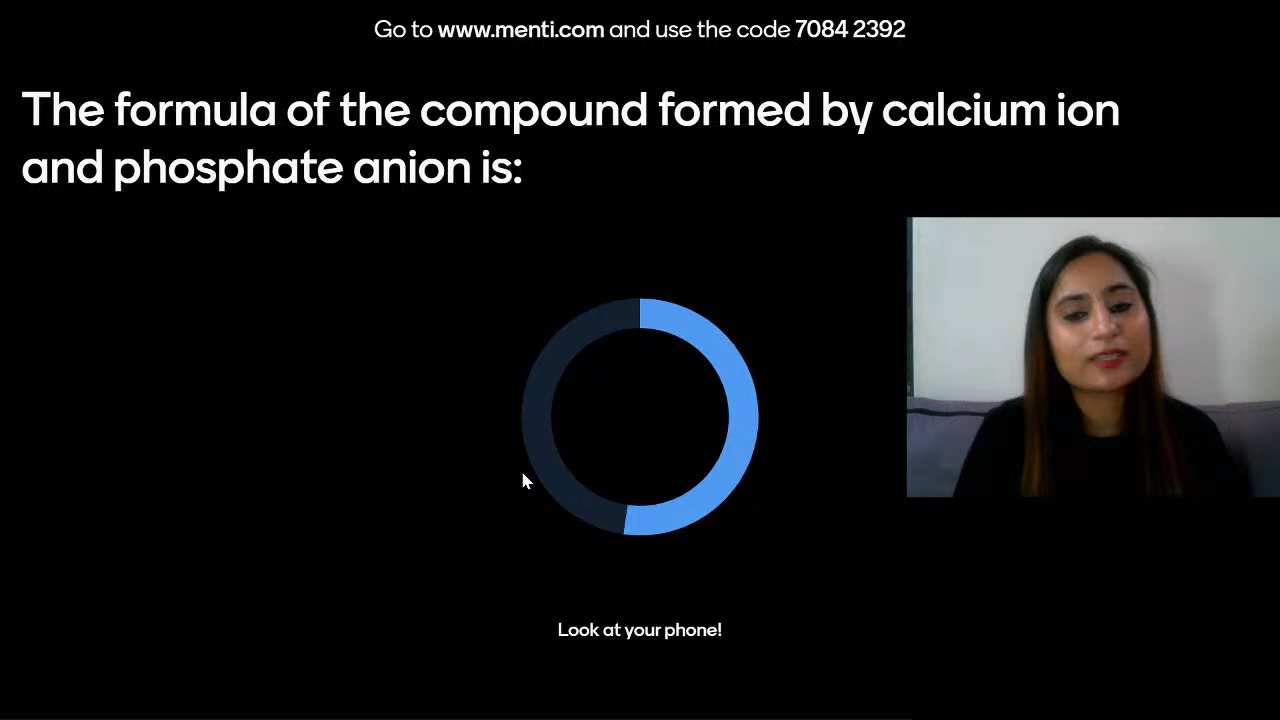 Go to www.menti.com and use the code 7084 2392
The formula of the compound formed by calcium ion
and phosphate anion is:
Look at your phone!